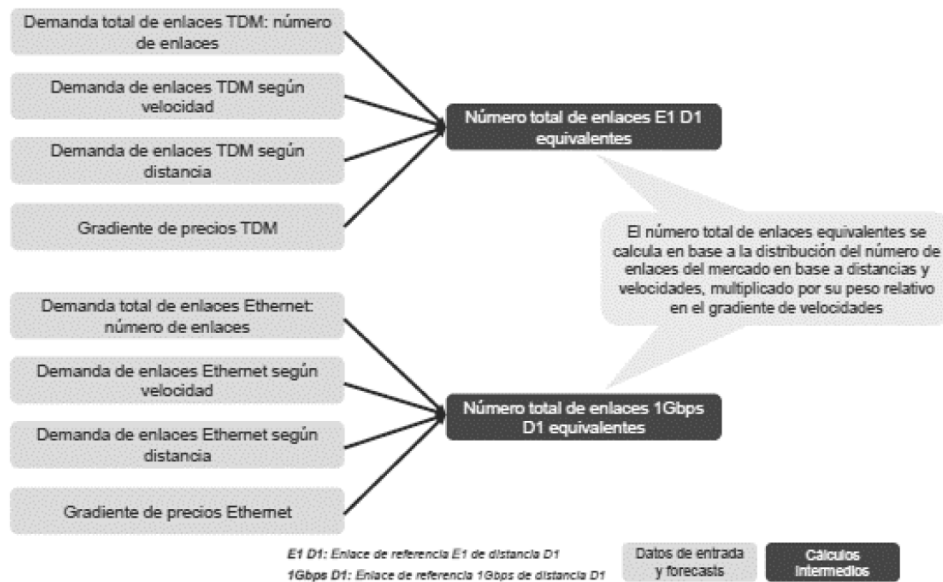 Demanda total de enlaces TDM: número
de enlaces
Demanda de enlaces TDM según
velocidad
Demanda de enlaces TDM según
distancia
Gradiente de precios TDM
Número total de enlaces E1 D1
equivalentes
El número total de enlaces equivalentes se
calcula en base a la distribución del número de
enlaces del mercado en base a distancias y
velocidades, multiplicado por su peso relativo
en el gradiente de velocidades
Demanda total de enlaces Ethernet:
número de enlaces
Demanda de enlaces Ethernet según
velocidad
Demanda de enlaces Ethernet según
distancia
Gradiente de precios Ethernet
Número total de enlaces 1Gbps
D1 equivalentes
E1 D1: Enlace de referencia E1 de distancia D1
1Gbps D1: Enlace de referencia 1Gbps de distancia D1
Datos de entrada
y forecasts
Cálculos
Intermedios